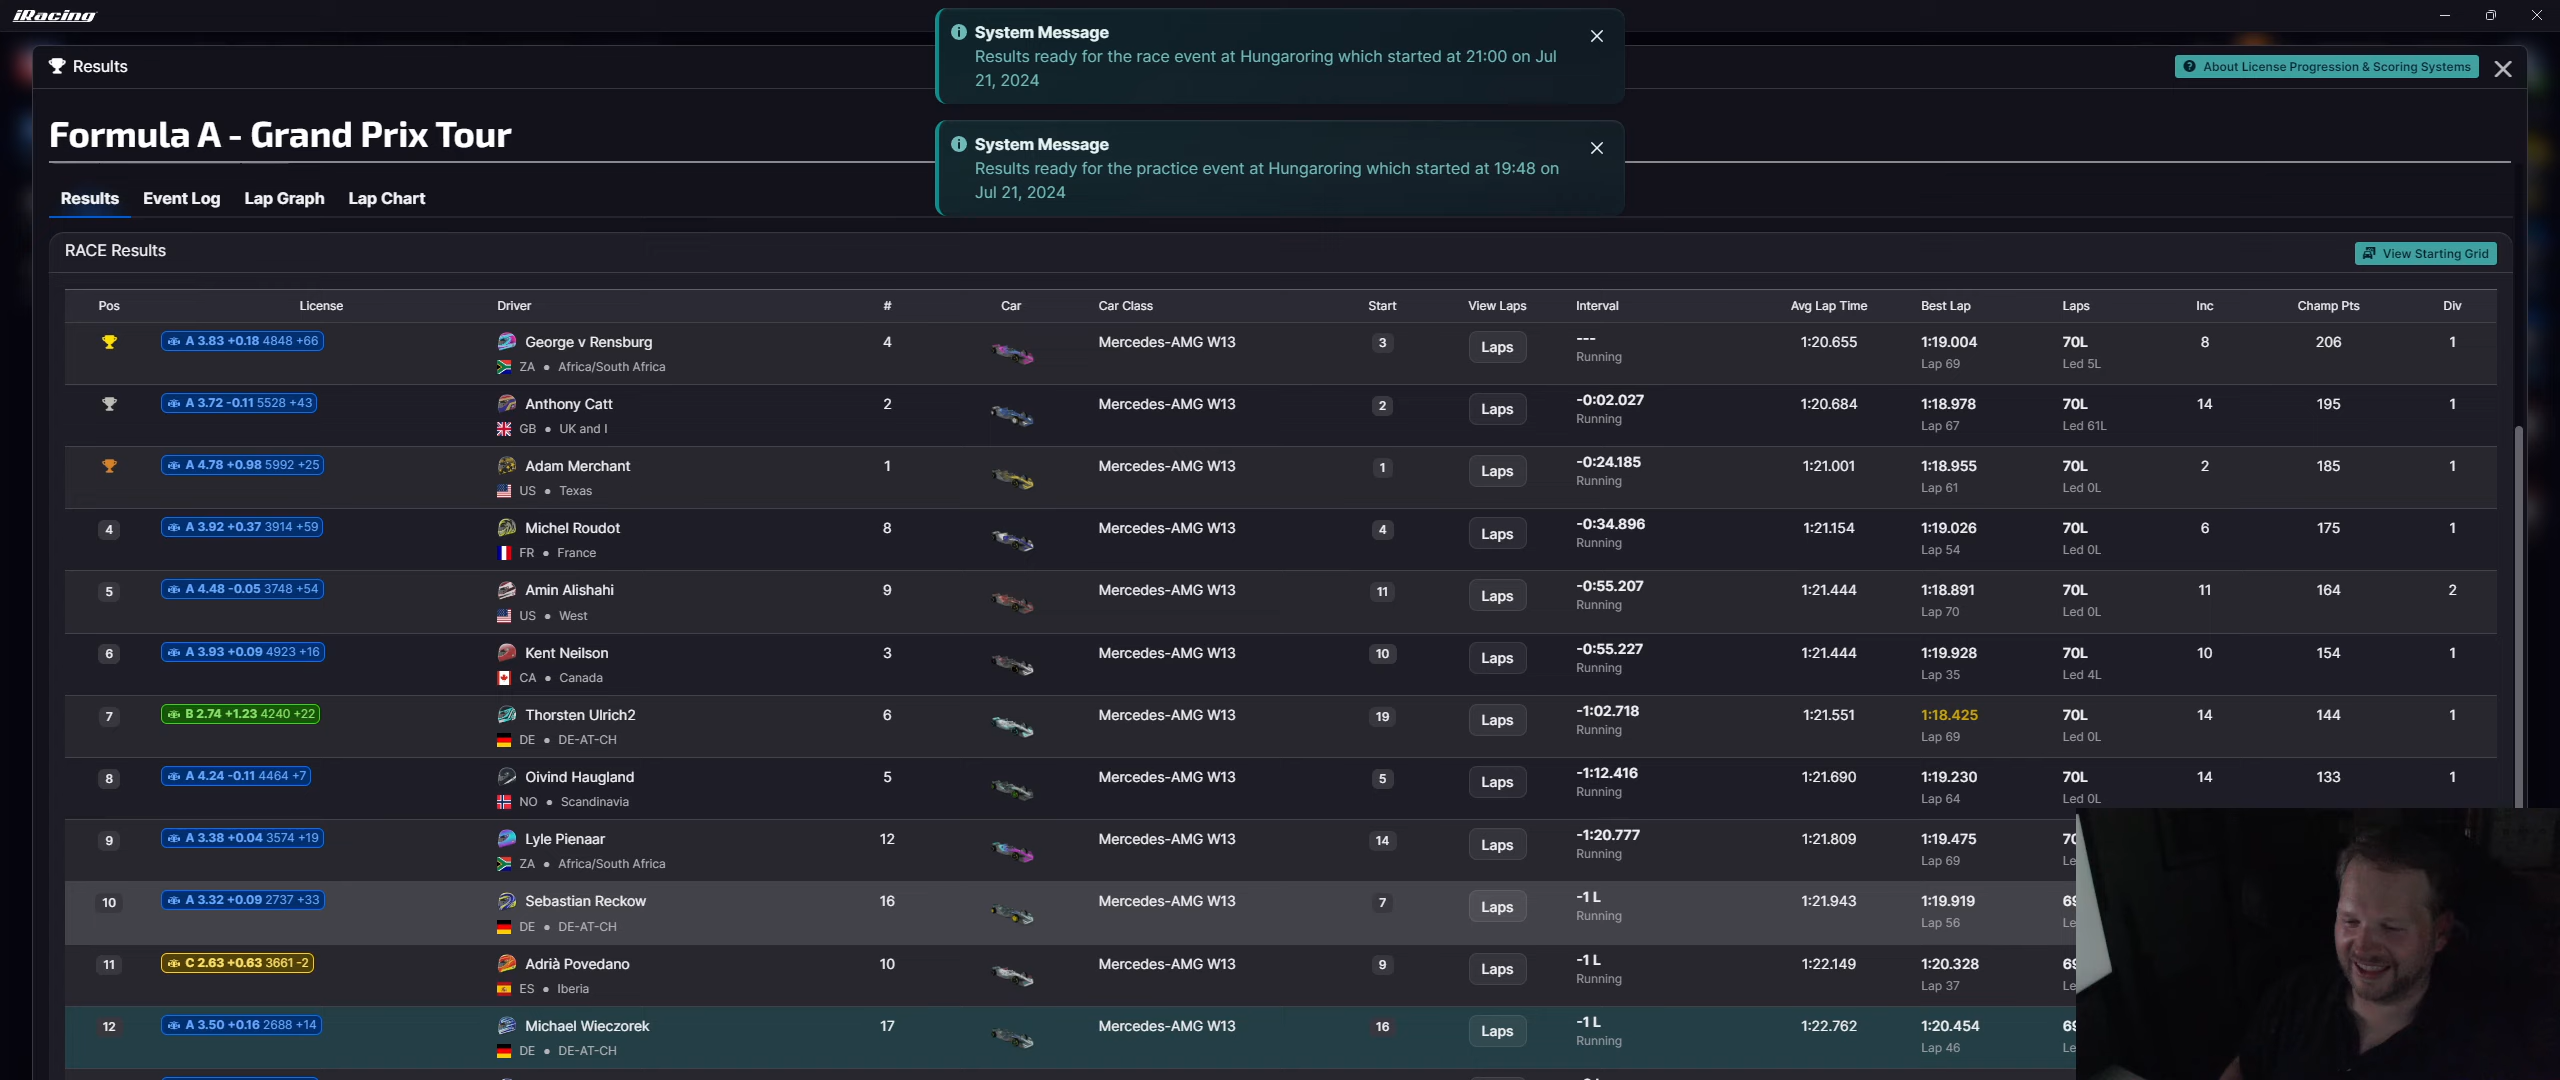 iRacing
System Message
Results ready for the race event at Hungaroring which started at 21:00 on Jul
21, 2024
Results
About License Progression & Scoring Systems
System Message
Results ready for the practice event at Hungaroring which started at 19:48 on
Jul 21, 2024
Formula A - Grand Prix Tour
Results Event Log Lap Graph Lap Chart
RACE Results
View Starting Grid
Pos License Driver # Car Car Class Start View Laps Interval Avg Lap Time Best Lap Laps Inc Champ Pts Div
A 3.83 +0.18 4848 +66 George v Rensburg 4 Mercedes-AMG W13 3 Laps --- 1:20.655 1:19.004 70L 8 206 1
ZA • Africa/South Africa Running Lap 69 Led 5L
A 3.72 -0.11 5528 +43 Anthony Catt 2 Mercedes-AMG W13 2 Laps -0:02.027 1:20.684 1:18.978 70L 14 195 1
GB • UK and I Running Lap 67 Led 61L
A 4.78 +0.98 5992 +25 Adam Merchant 1 Mercedes-AMG W13 1 Laps -0:24.185 1:21.001 1:18.955 70L 2 185 1
US • Texas Running Lap 61 Led 0L
4 A 3.92 +0.37 3914 +59 Michel Roudot 8 Mercedes-AMG W13 4 Laps -0:34.896 1:21.154 1:19.026 70L 6 175 1
FR • France Running Lap 54 Led 0L
5 A 4.48 -0.05 3748 +54 Amin Alishahi 9 Mercedes-AMG W13 11 Laps -0:55.207 1:21.444 1:18.891 70L 11 164 2
US • West Running Lap 70 Led 0L
6 A 3.93 +0.09 4923 +16 Kent Neilson 3 Mercedes-AMG W13 10 Laps -0:55.227 1:21.444 1:19.928 70L 10 154 1
CA • Canada Running Lap 35 Led 4L
7 B 2.74 +1.23 4240 +22 Thorsten Ulrich2 6 Mercedes-AMG W13 19 Laps -1:02.718 1:21.551 1:18.425 70L 14 144 1
DE • DE-AT-CH Running Lap 69 Led 0L
8 A 4.24 -0.11 4464 +7 Oivind Haugland 5 Mercedes-AMG W13 5 Laps -1:12.416 1:21.690 1:19.230 70L 14 133 1
NO • Scandinavia Running Lap 64 Led 0L
9 A 3.38 +0.04 3574 +19 Lyle Pienaar 12 Mercedes-AMG W13 14 Laps -1:20.777 1:21.809 1:19.475 70
ZA • Africa/South Africa Running Lap 69 Le
10 A 3.32 +0.09 2737 +33 Sebastian Reckow 16 Mercedes-AMG W13 7 Laps -1 L 1:21.943 1:19.919 69
DE • DE-AT-CH Running Lap 56 Le
11 C 2.63 +0.63 3661 -2 Adrià Povedano 10 Mercedes-AMG W13 9 Laps -1 L 1:22.149 1:20.328 69
ES • Iberia Running Lap 37 Le
12 A 3.50 +0.16 2688 +14 Michael Wieczorek 17 Mercedes-AMG W13 16 Laps -1 L 1:22.762 1:20.454 69
DE • DE-AT-CH Running Lap 46 Le